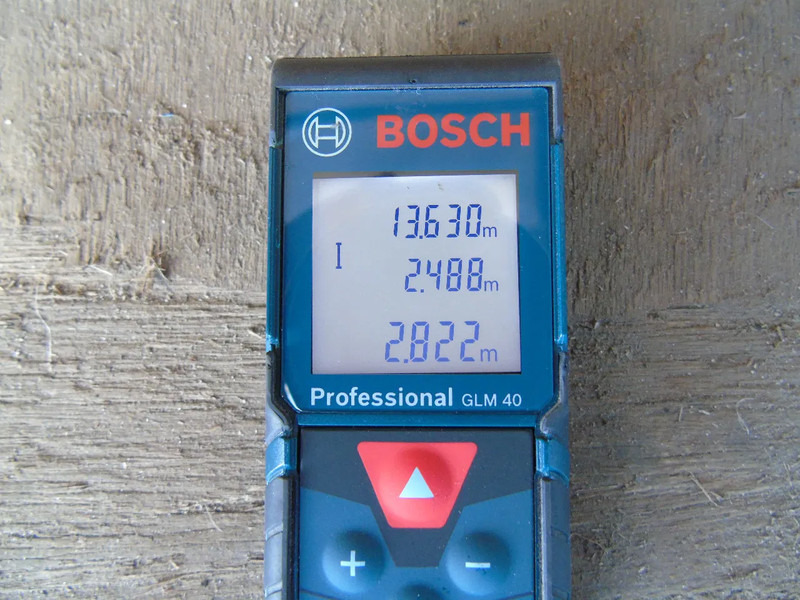 BOSCH
13.630m
I
2.488m
2.822m
Professional GLM 40
+ −